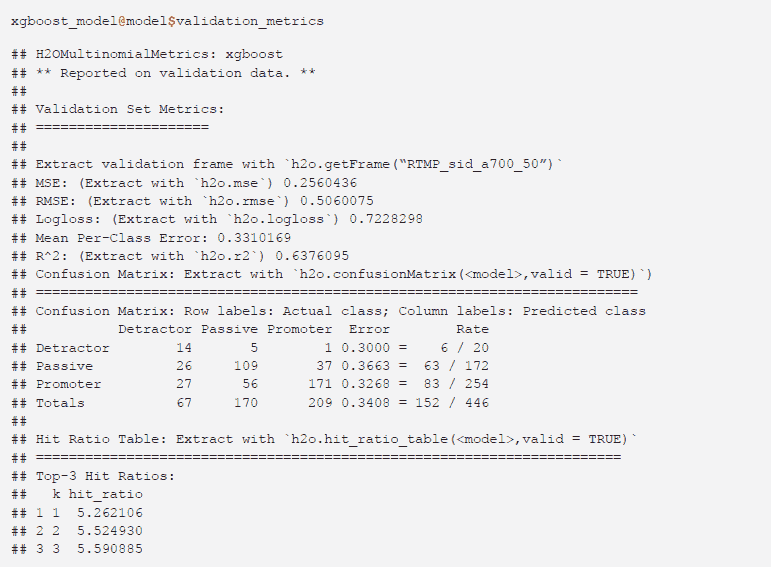 xgboost_model@model$validation_metrics
## H2OMultinomialMetrics: xgboost
## ** Reported on validation data. **
##
## Validation Set Metrics:
## =====================
##
## Extract validation frame with `h2o.getFrame(“RTMP_sid_a700_50”)`
## MSE: (Extract with `h2o.mse`) 0.2560436
## RMSE: (Extract with `h2o.rmse`) 0.5060075
## Logloss: (Extract with `h2o.logloss`) 0.7228298
## Mean Per-Class Error: 0.3310169
## R^2: (Extract with `h2o.r2`) 0.6376095
## Confusion Matrix: Extract with `h2o.confusionMatrix(<model>,valid = TRUE)`)
## =========================================================================
## Confusion Matrix: Row labels: Actual class; Column labels: Predicted class
##           Detractor Passive Promoter  Error        Rate
## Detractor        14       5        1 0.3000 =    6 / 20
## Passive          26     109       37 0.3663 =  63 / 172
## Promoter         27      56      171 0.3268 =  83 / 254
## Totals           67     170      209 0.3408 = 152 / 446
##
## Hit Ratio Table: Extract with `h2o.hit_ratio_table(<model>,valid = TRUE)`
## =======================================================================
## Top-3 Hit Ratios:
##   k hit_ratio
## 1 1  5.262106
## 2 2  5.524930
## 3 3  5.590885